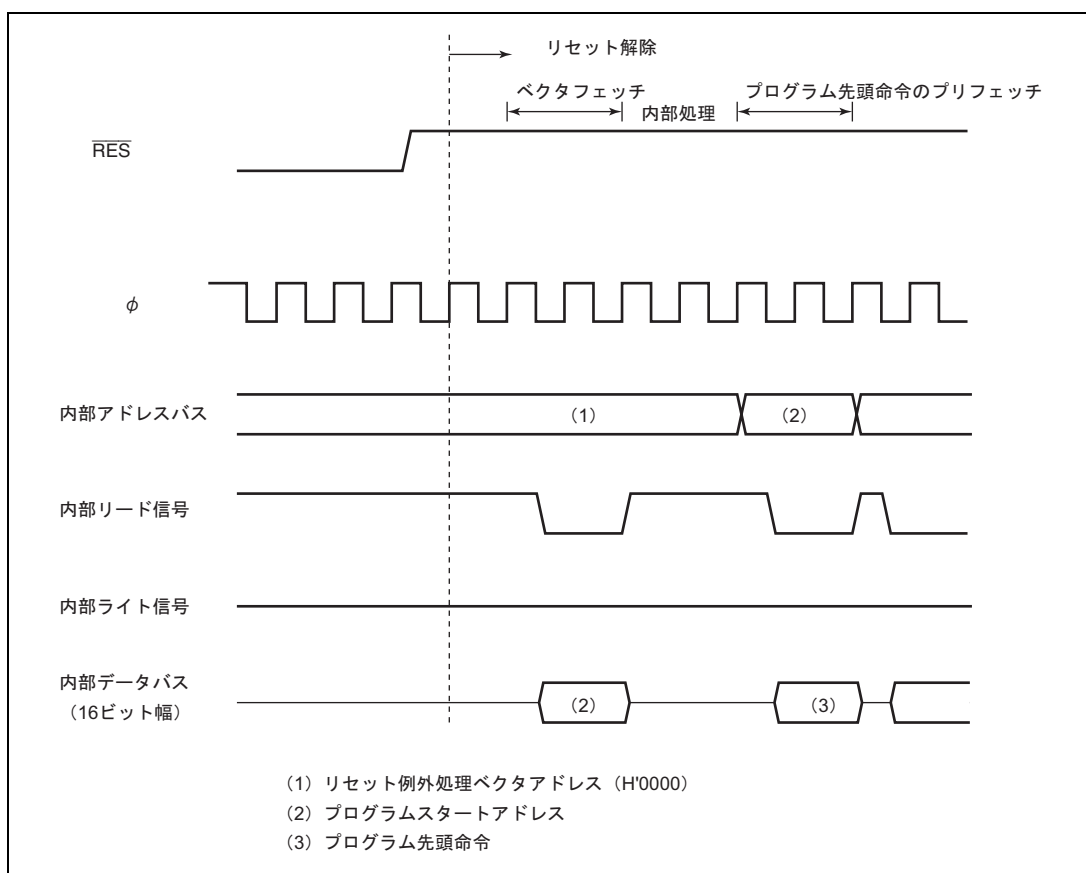 リセット解除
ベクタフェッチ
内部処理
プログラム先頭命令のプリフェッチ
RES
φ
内部アドレスバス
（1）
（2）
内部リード信号
内部ライト信号
内部データバス
（16ビット幅）
（2）
（3）
（1）リセット例外処理ベクタアドレス（H'0000）
（2）プログラムスタートアドレス
（3）プログラム先頭命令